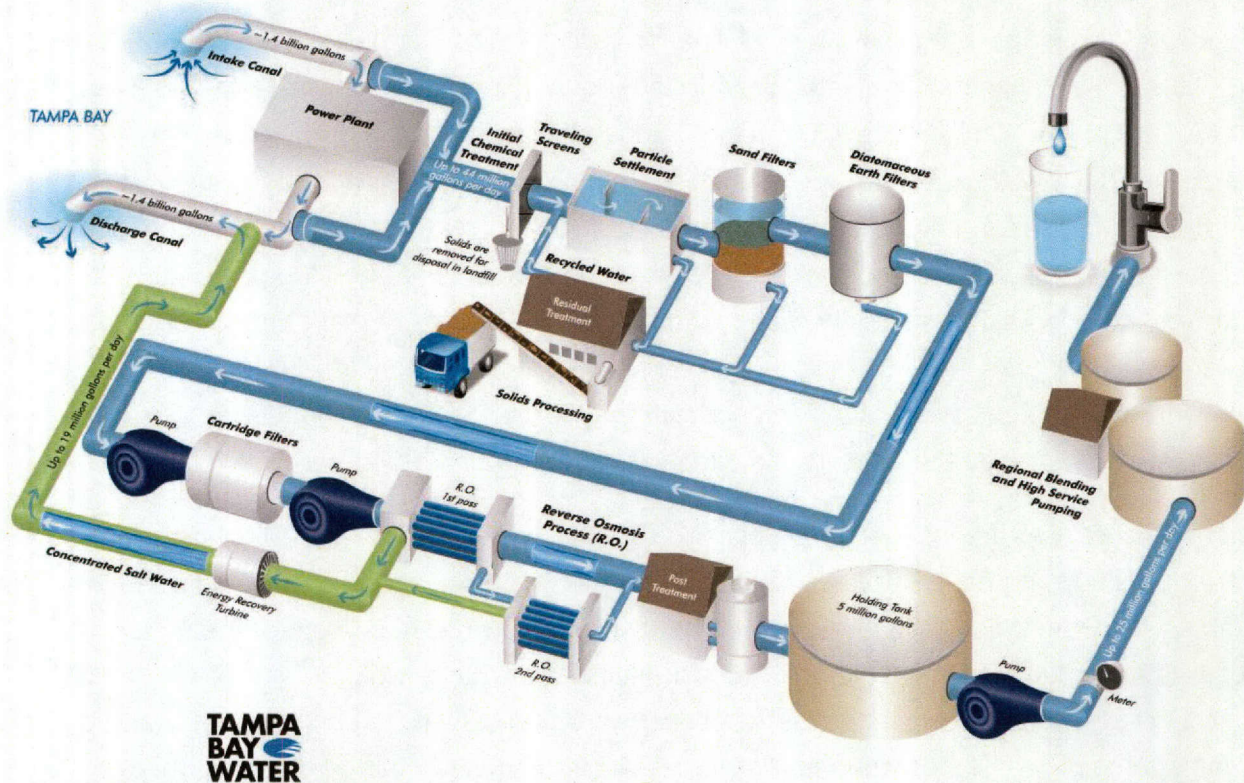 ~1.4 billion gallons
Intake Canal
TAMPA BAY
Power Plant
~1.4 billion gallons
Discharge Canal
Up to 44 million
gallons per day
Initial
Chemical
Treatment
Traveling
Screens
Particle
Settlement
Sand Filters
Diatomaceous
Earth Filters
Solids are
removed for
disposal in landfill
Recycled Water
Residual
Treatment
Solids Processing
Up to 19 million gallons per day
Pump
Cartridge Filters
Pump
R.O.
1st pass
Reverse Osmosis
Process (R.O.)
Concentrated Salt Water
Energy Recovery
Turbine
R.O.
2nd pass
Post
Treatment
Holding Tank
5 million gallons
Pump
Meter
Up to 25 million gallons per day
Regional Blending
and High Service
Pumping
TAMPA
BAY
WATER